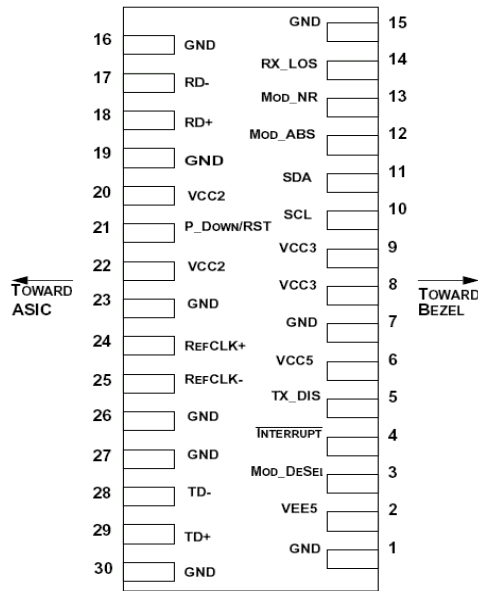 GND 15
16 GND
RX_LOS 14
17 RD-
MOD_NR 13
18 RD+
MOD_ABS 12
19 GND
SDA 11
20 VCC2
SCL 10
21 P_DOWN/RST
VCC3 9
22 VCC2
TOWARD ASIC
VCC3 8
TOWARD BEZEL
23 GND
GND 7
24 REFCLK+
VCC5 6
25 REFCLK-
TX_DIS 5
26 GND
INTERRUPT 4
27 GND
MOD_DESEL 3
28 TD-
VEE5 2
29 TD+
GND 1
30 GND